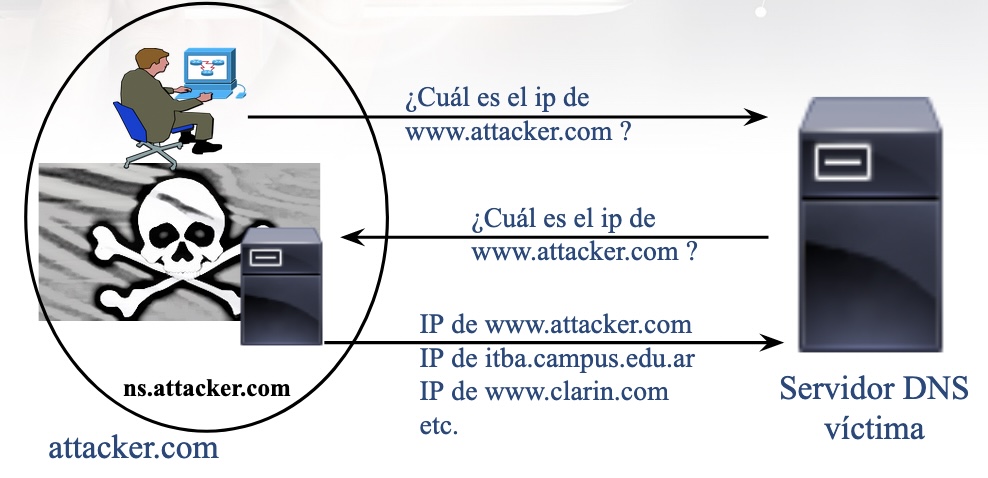 ¿Cuál es el ip de
www.attacker.com ?
¿Cuál es el ip de
www.attacker.com ?
IP de www.attacker.com
IP de itba.campus.edu.ar
IP de www.clarin.com
etc.
ns.attacker.com
attacker.com
Servidor DNS
víctima